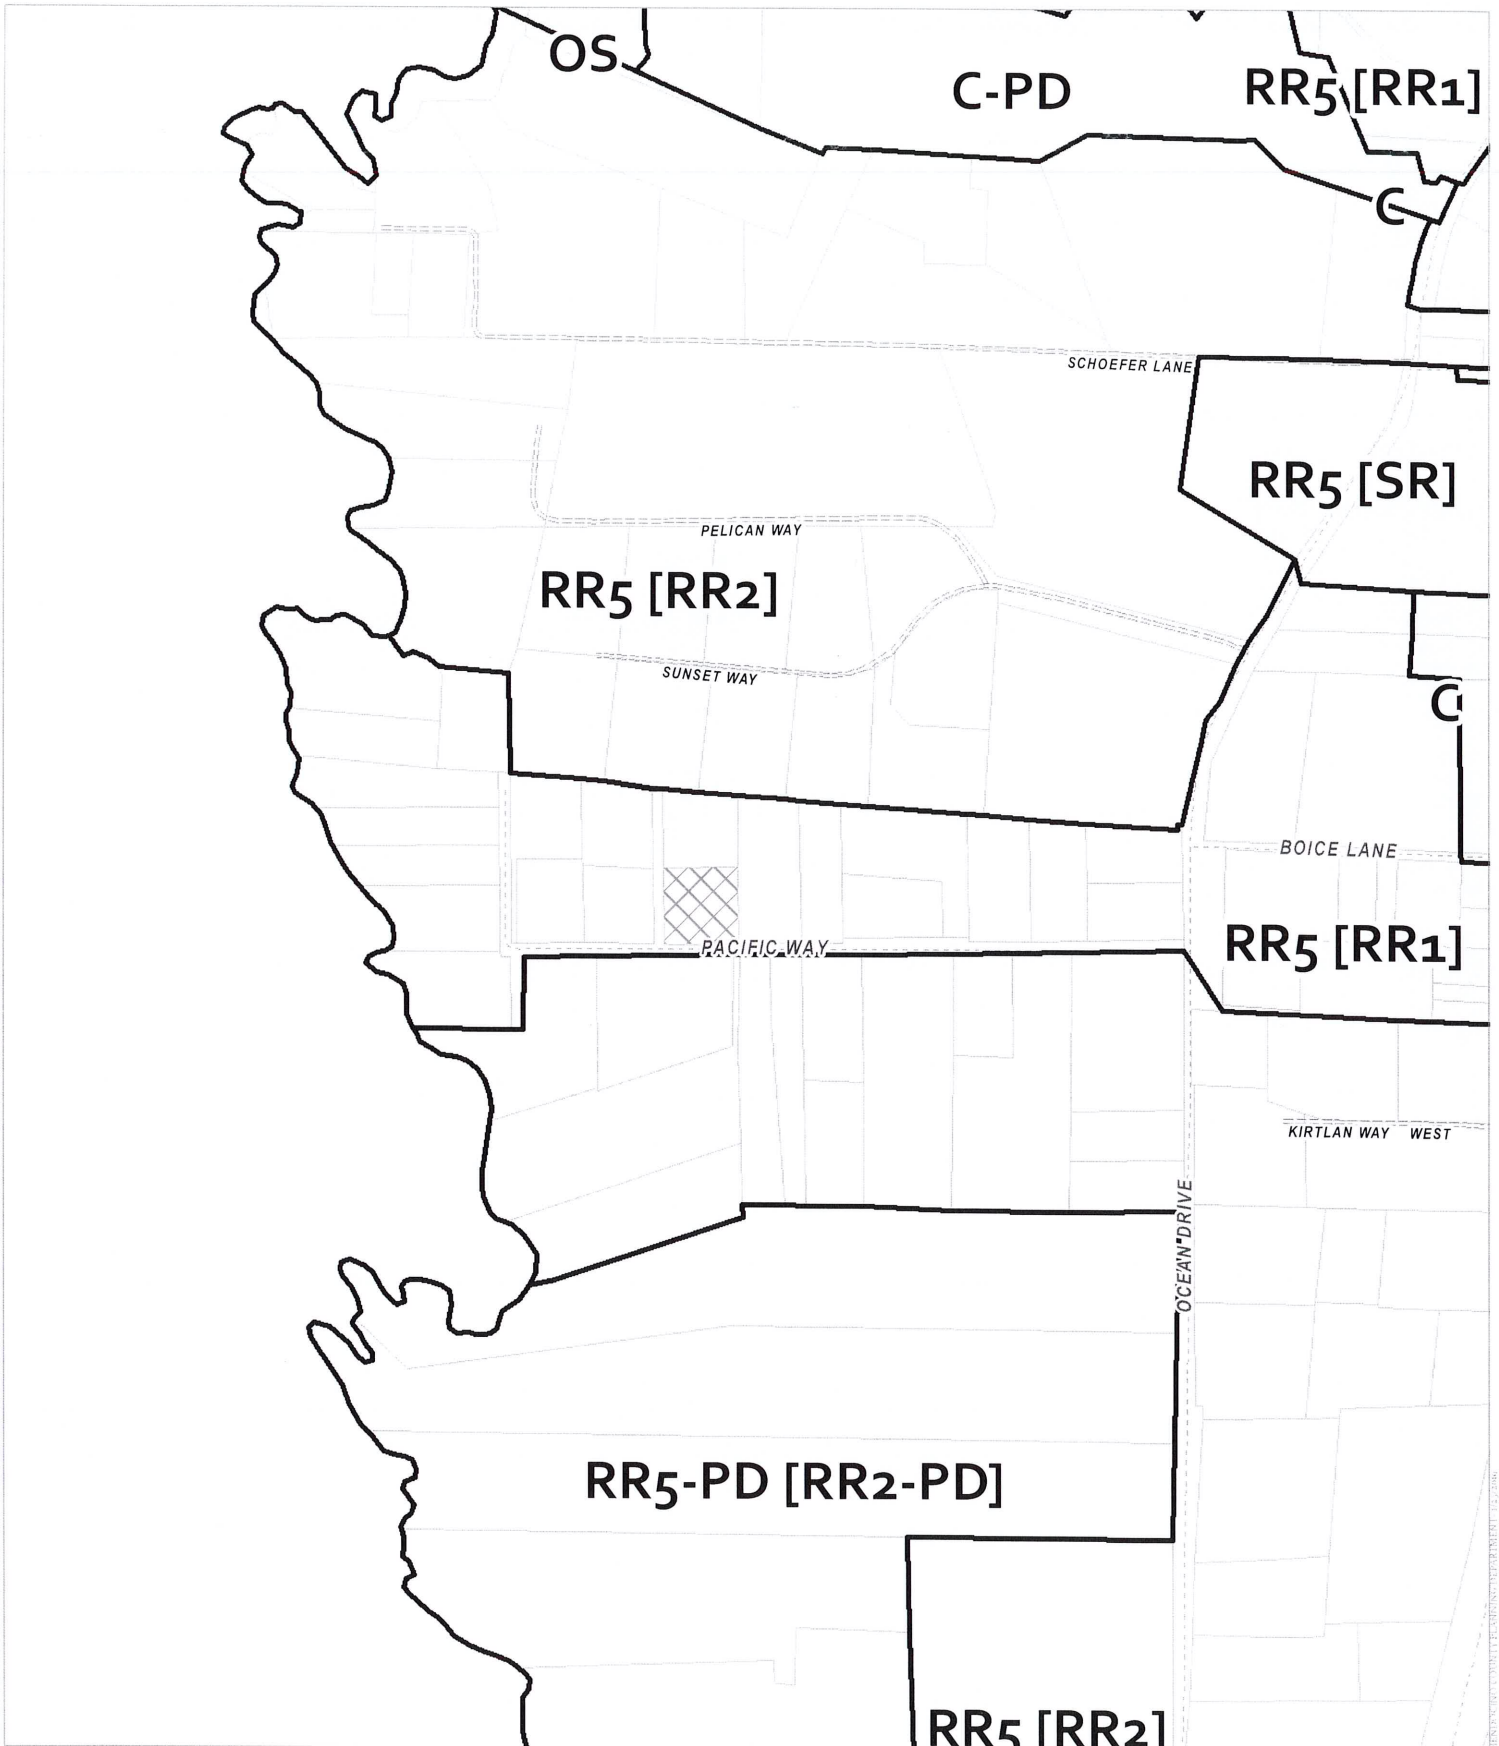 OS
C-PD
RR5 [RR1]
C
SCHOEFER LANE
RR5 [SR]
PELICAN WAY
RR5 [RR2]
SUNSET WAY
C
BOICE LANE
PACIFIC WAY
RR5 [RR1]
KIRTLAN WAY WEST
OCEAN DRIVE
RR5-PD [RR2-PD]
RR5 [RR2]